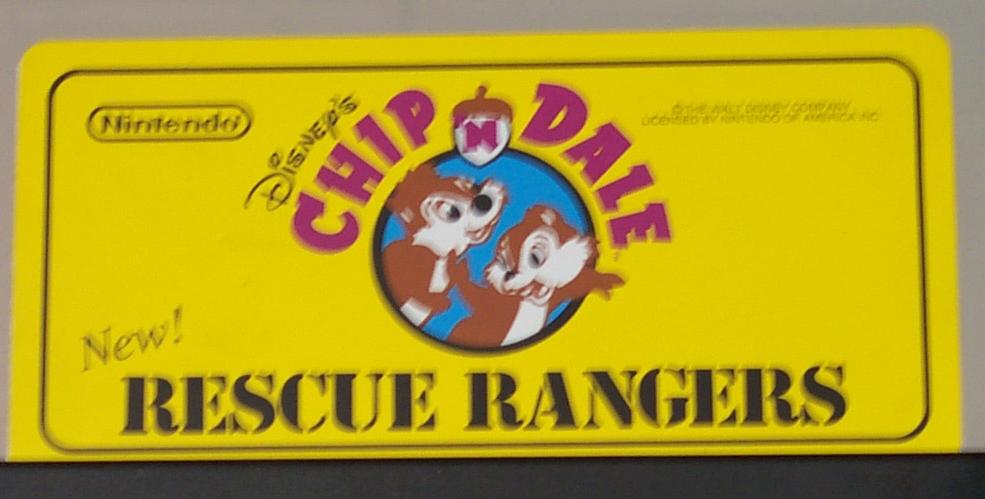 Nintendo
DISNEY'S
CHIP 'N DALE
© THE WALT DISNEY COMPANY
LICENSED BY NINTENDO OF AMERICA INC.
New!
RESCUE RANGERS